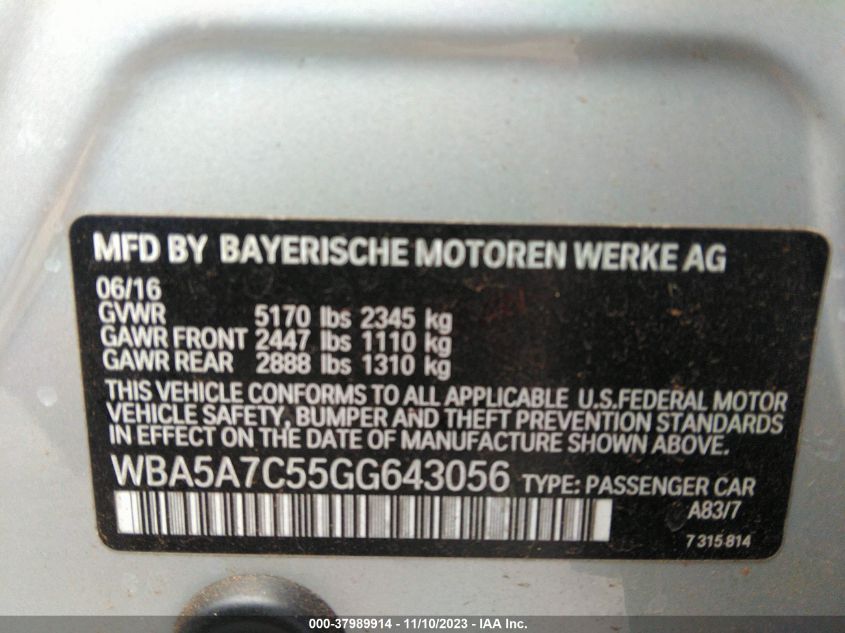 MFD BY BAYERISCHE MOTOREN WERKE AG
06/16
GVWR 5170 lbs 2345 kg
GAWR FRONT 2447 lbs 1110 kg
GAWR REAR 2888 lbs 1310 kg
THIS VEHICLE CONFORMS TO ALL APPLICABLE U.S.FEDERAL MOTOR
VEHICLE SAFETY, BUMPER AND THEFT PREVENTION STANDARDS
IN EFFECT ON THE DATE OF MANUFACTURE SHOWN ABOVE.
WBA5A7C55GG643056 TYPE: PASSENGER CAR
A83/7
7 315 814
000-37989914 - 11/10/2023 - IAA Inc.